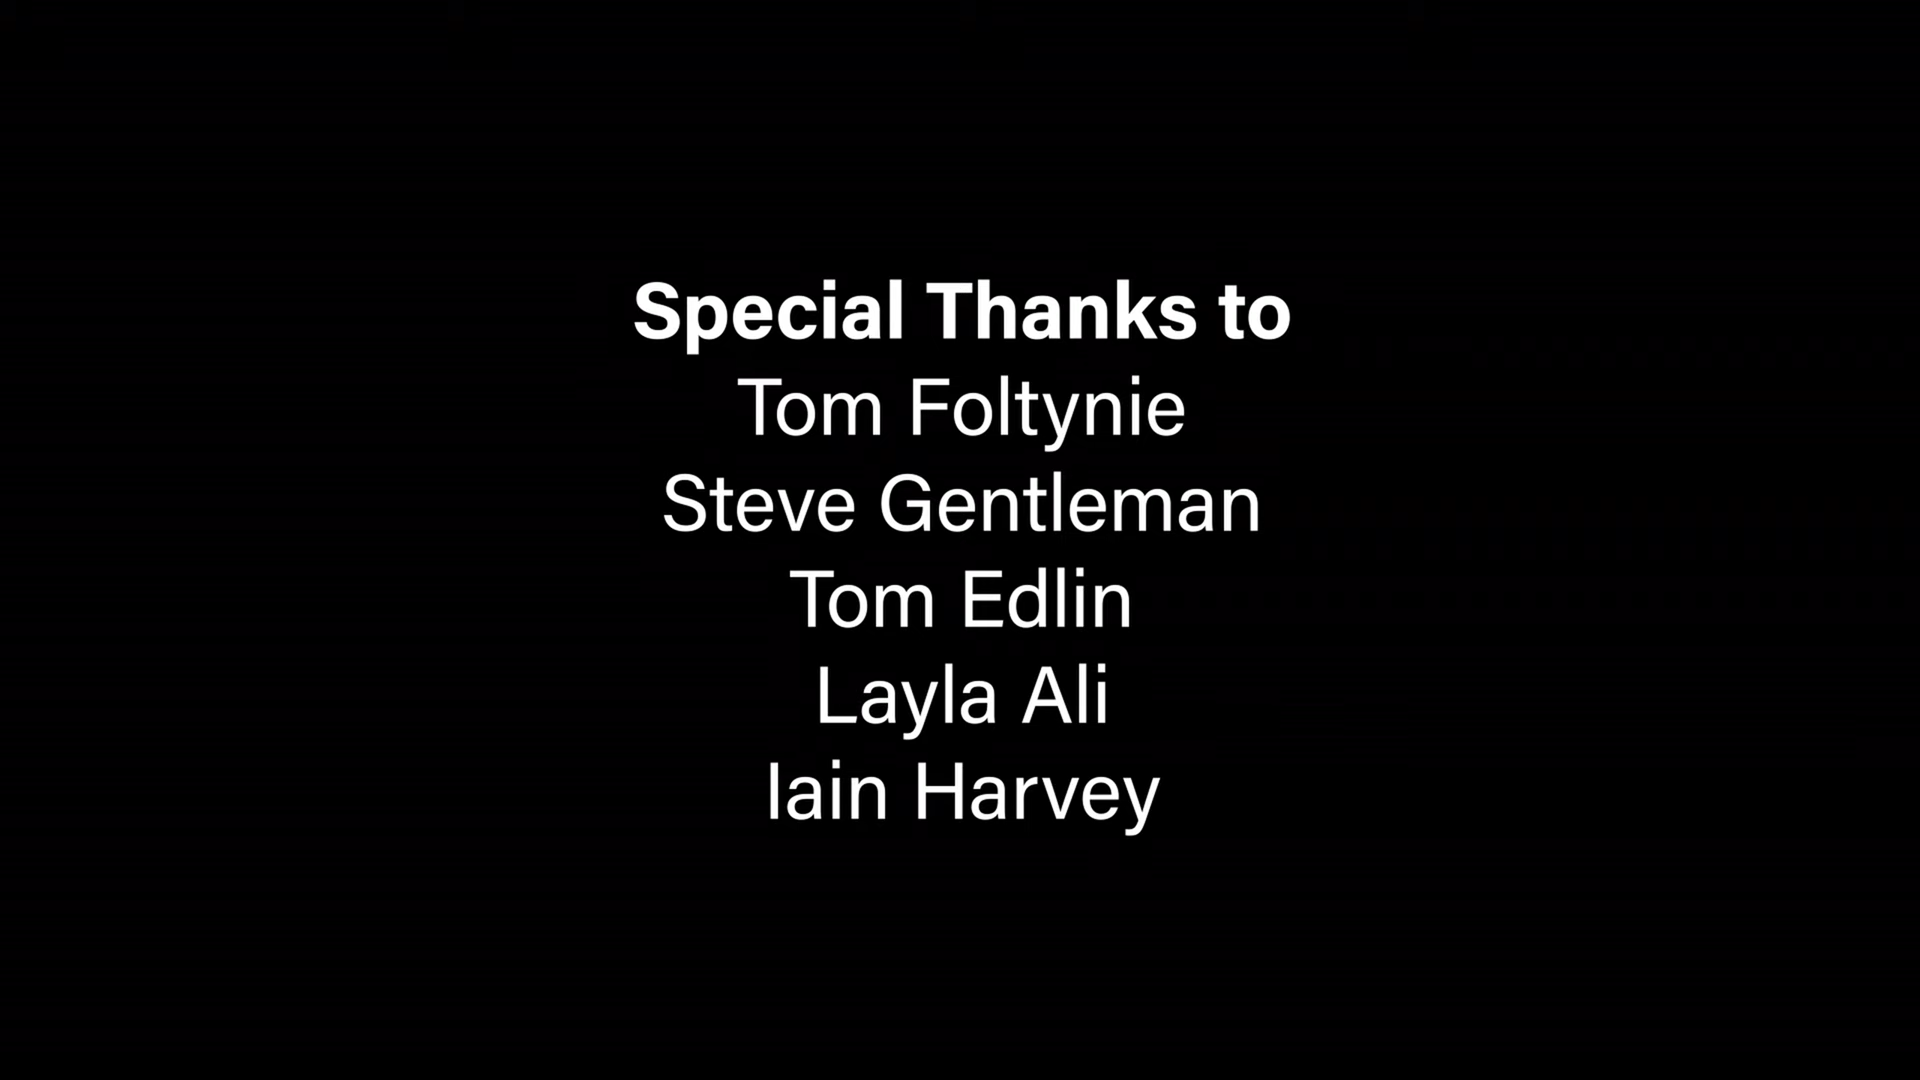 Special Thanks to
Tom Foltynie
Steve Gentleman
Tom Edlin
Layla Ali
Iain Harvey